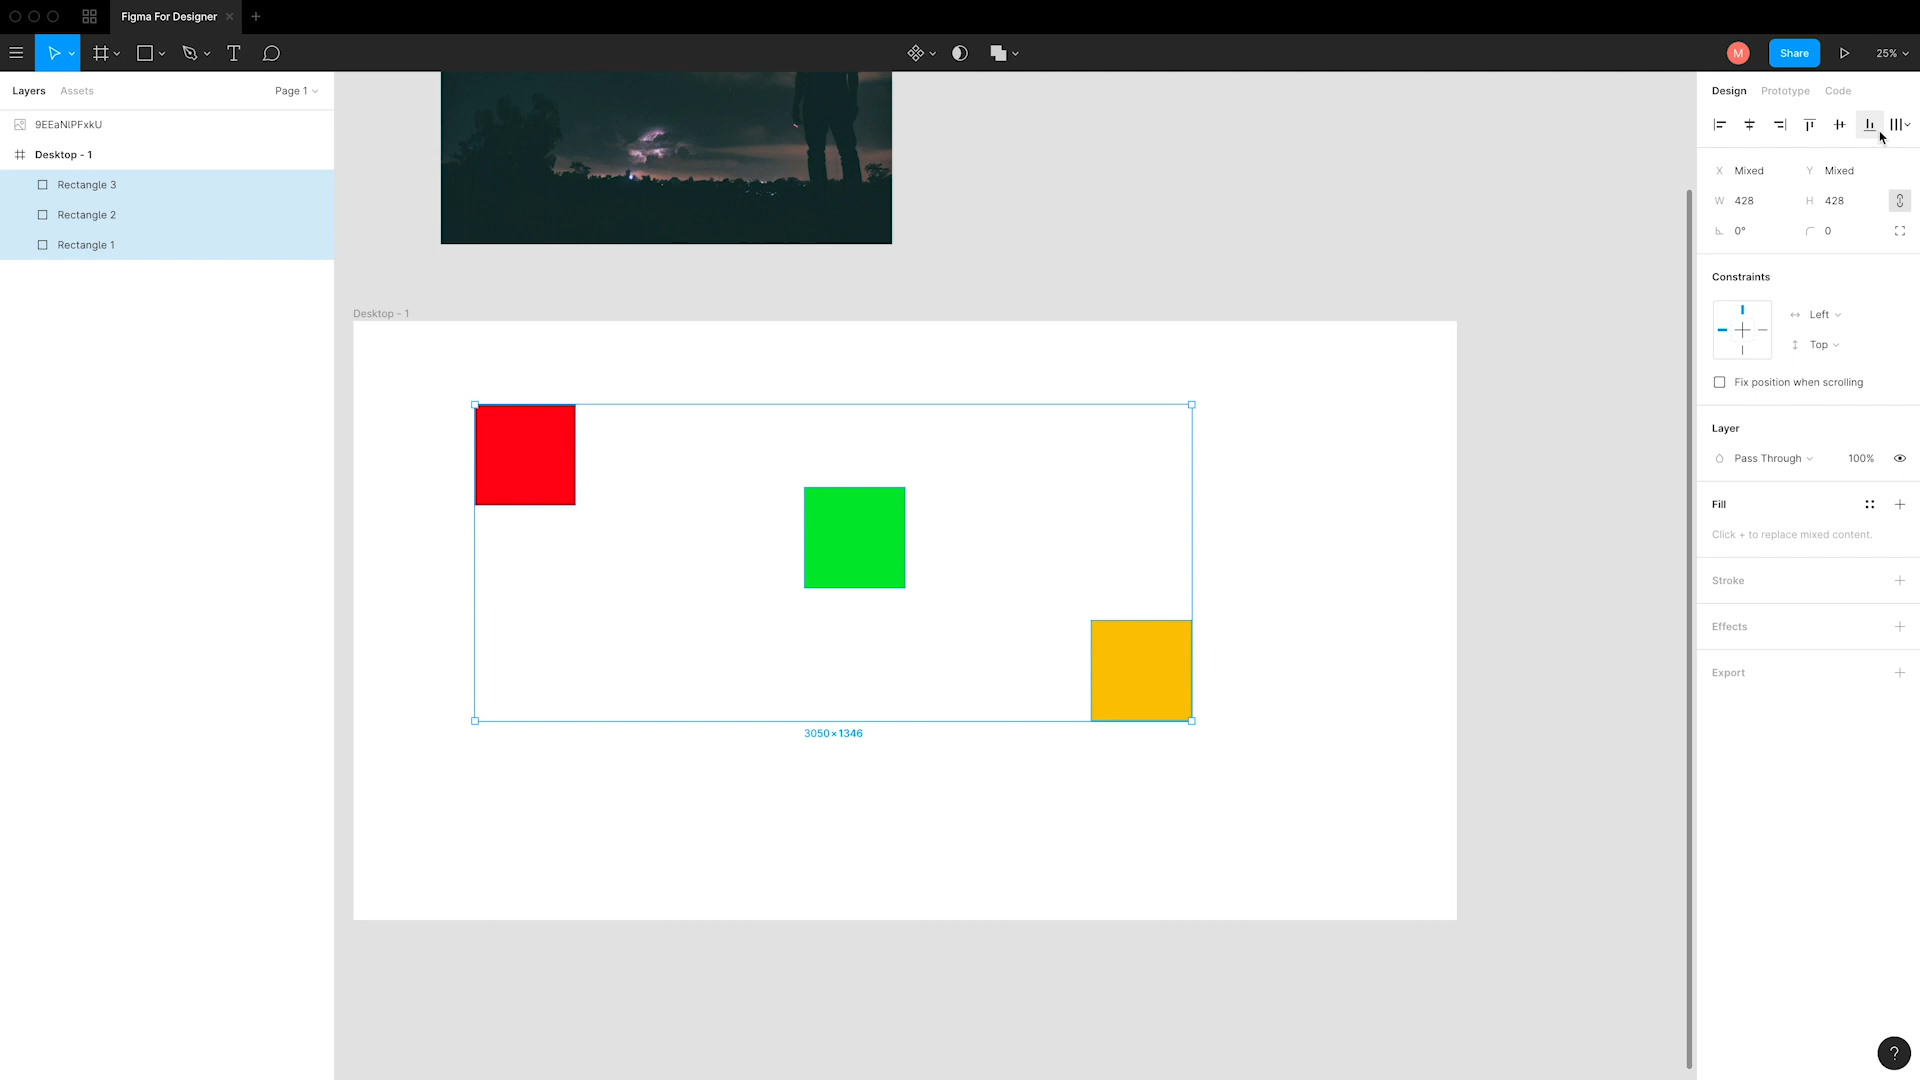 Figma For Designer
M
Share
25%
Layers
Assets
Page 1
Design
Prototype
Code
9EEaNlPFxkU
Desktop - 1
Rectangle 3
Rectangle 2
Rectangle 1
X Mixed
Y Mixed
W 428
H 428
0°
0
Constraints
Left
Top
Fix position when scrolling
Layer
Pass Through
100%
Fill
Click + to replace mixed content.
Stroke
Effects
Export
Desktop - 1
3050 × 1346
?